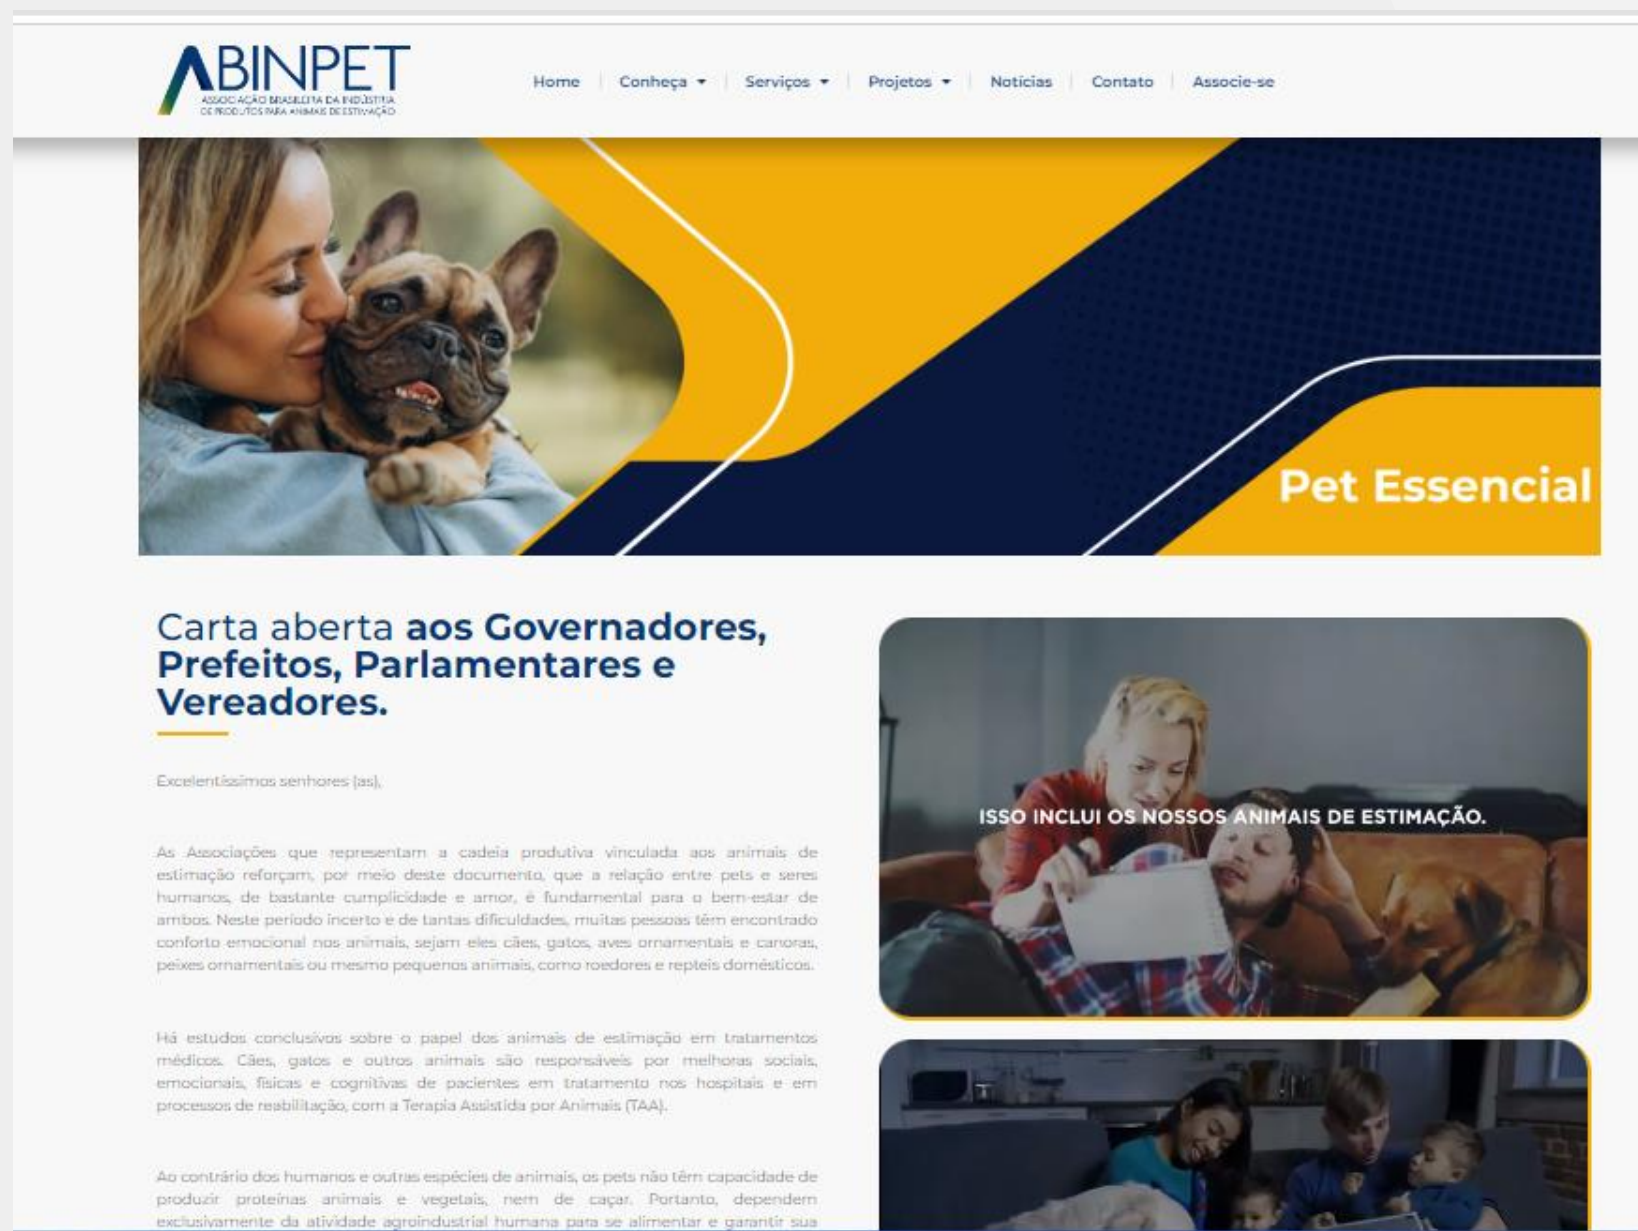 ABINPET
ASSOCIAÇÃO BRASILEIRA DA INDÚSTRIA
DE PRODUTOS PARA ANIMAIS DE ESTIMAÇÃO
Home
Conheça
Serviços
Projetos
Notícias
Contato
Associe-se
Pet Essencial
Carta aberta aos Governadores,
Prefeitos, Parlamentares e
Vereadores.
Excelentíssimos senhores (as),
As Associações que representam a cadeia produtiva vinculada aos animais de
estimação reforçam, por meio deste documento, que a relação entre pets e seres
humanos, de bastante cumplicidade e amor, é fundamental para o bem-estar de
ambos. Neste período incerto e de tantas dificuldades, muitas pessoas têm encontrado
conforto emocional nos animais, sejam eles cães, gatos, aves ornamentais e canoras,
peixes ornamentais ou mesmo pequenos animais, como roedores e repteis domésticos.
Há estudos conclusivos sobre o papel dos animais de estimação em tratamentos
médicos. Cães, gatos e outros animais são responsáveis por melhoras sociais,
emocionais, físicas e cognitivas de pacientes em tratamento nos hospitais e em
processos de reabilitação, com a Terapia Assistida por Animais (TAA).
Ao contrário dos humanos e outras espécies de animais, os pets não têm capacidade de
produzir proteínas animais e vegetais, nem de caçar. Portanto, dependem
exclusivamente da atividade agroindustrial humana para se alimentar e garantir sua
ISSO INCLUI OS NOSSOS ANIMAIS DE ESTIMAÇÃO.